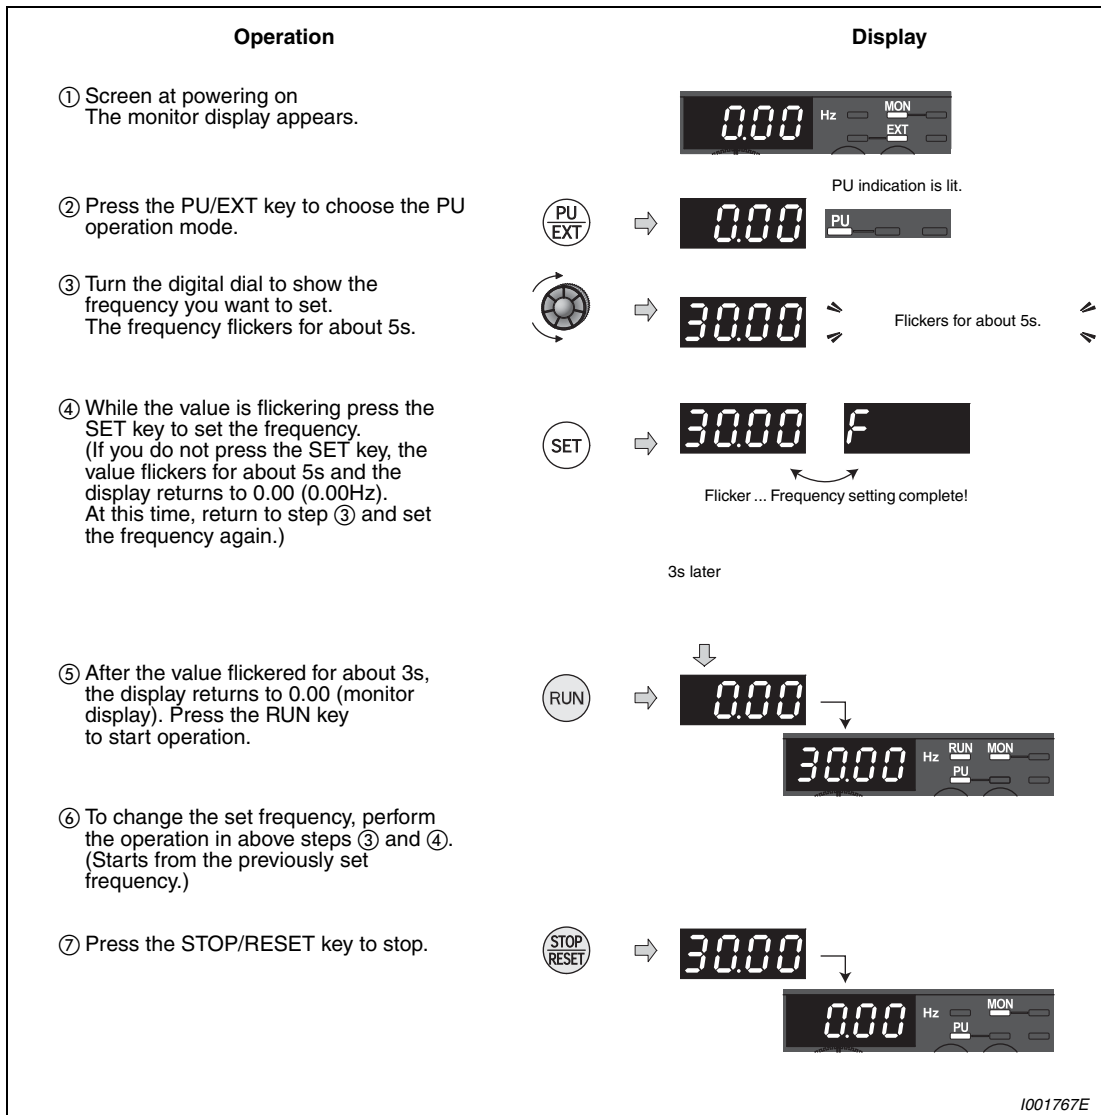 Operation
Display
① Screen at powering on
The monitor display appears.
0.00 Hz MON
EXT
PU indication is lit.
② Press the PU/EXT key to choose the PU
operation mode.
PU
EXT
0.00
PU
③ Turn the digital dial to show the
frequency you want to set.
The frequency flickers for about 5s.
30.00
Flickers for about 5s.
④ While the value is flickering press the
SET key to set the frequency.
(If you do not press the SET key, the
value flickers for about 5s and the
display returns to 0.00 (0.00Hz).
At this time, return to step ③ and set
the frequency again.)
SET
30.00
F
Flicker ... Frequency setting complete!
3s later
⑤ After the value flickered for about 3s,
the display returns to 0.00 (monitor
display). Press the RUN key
to start operation.
RUN
0.00
30.00 Hz RUN MON
PU
⑥ To change the set frequency, perform
the operation in above steps ③ and ④.
(Starts from the previously set
frequency.)
⑦ Press the STOP/RESET key to stop.
STOP
RESET
30.00
0.00 Hz MON
PU
I001767E